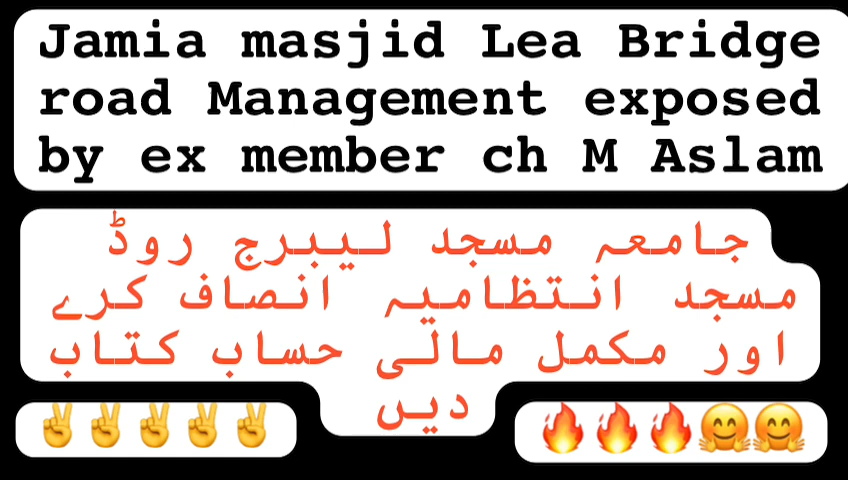 Jamia masjid Lea Bridge
road Management exposed
by ex member ch M Aslam
جامعہ مسجد لیبرج روڈ
مسجد انتظامیہ انصاف کرے
اور مکمل مالی حساب کتاب
دیں
✌️✌️✌️✌️✌️
🔥🔥🔥🤗🤗